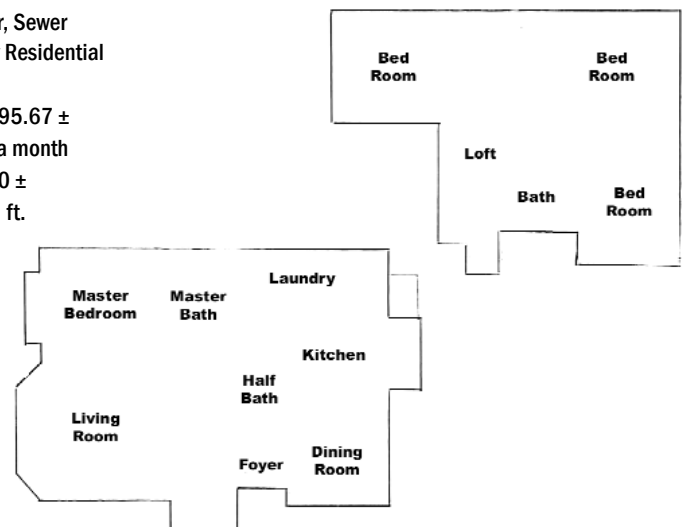 Sewer
Residential
95.67 ±
a month
0 ±
ft.
Bed
Room
Bed
Room
Loft
Bath
Bed
Room
Laundry
Master
Bedroom
Master
Bath
Kitchen
Half
Bath
Living
Room
Foyer
Dining
Room